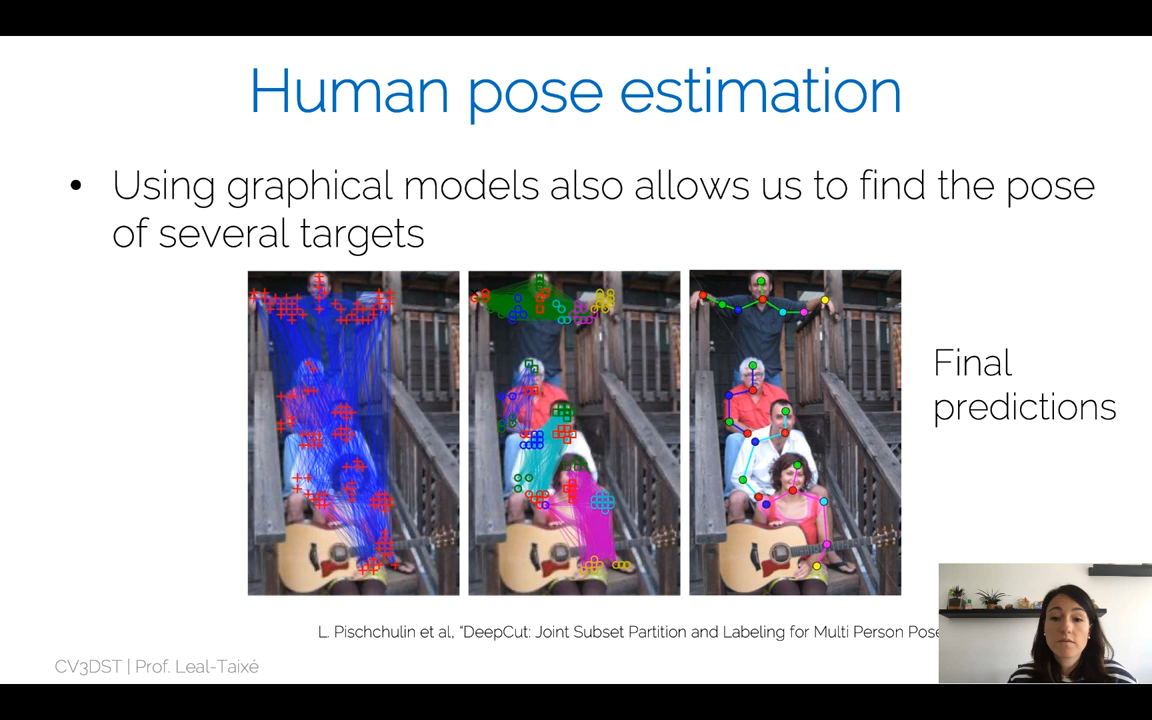 Human pose estimation
• Using graphical models also allows us to find the pose
of several targets
Final
predictions
L. Pischchulin et al, "DeepCut: Joint Subset Partition and Labeling for Multi Person Pose
CV3DST | Prof. Leal-Taixé